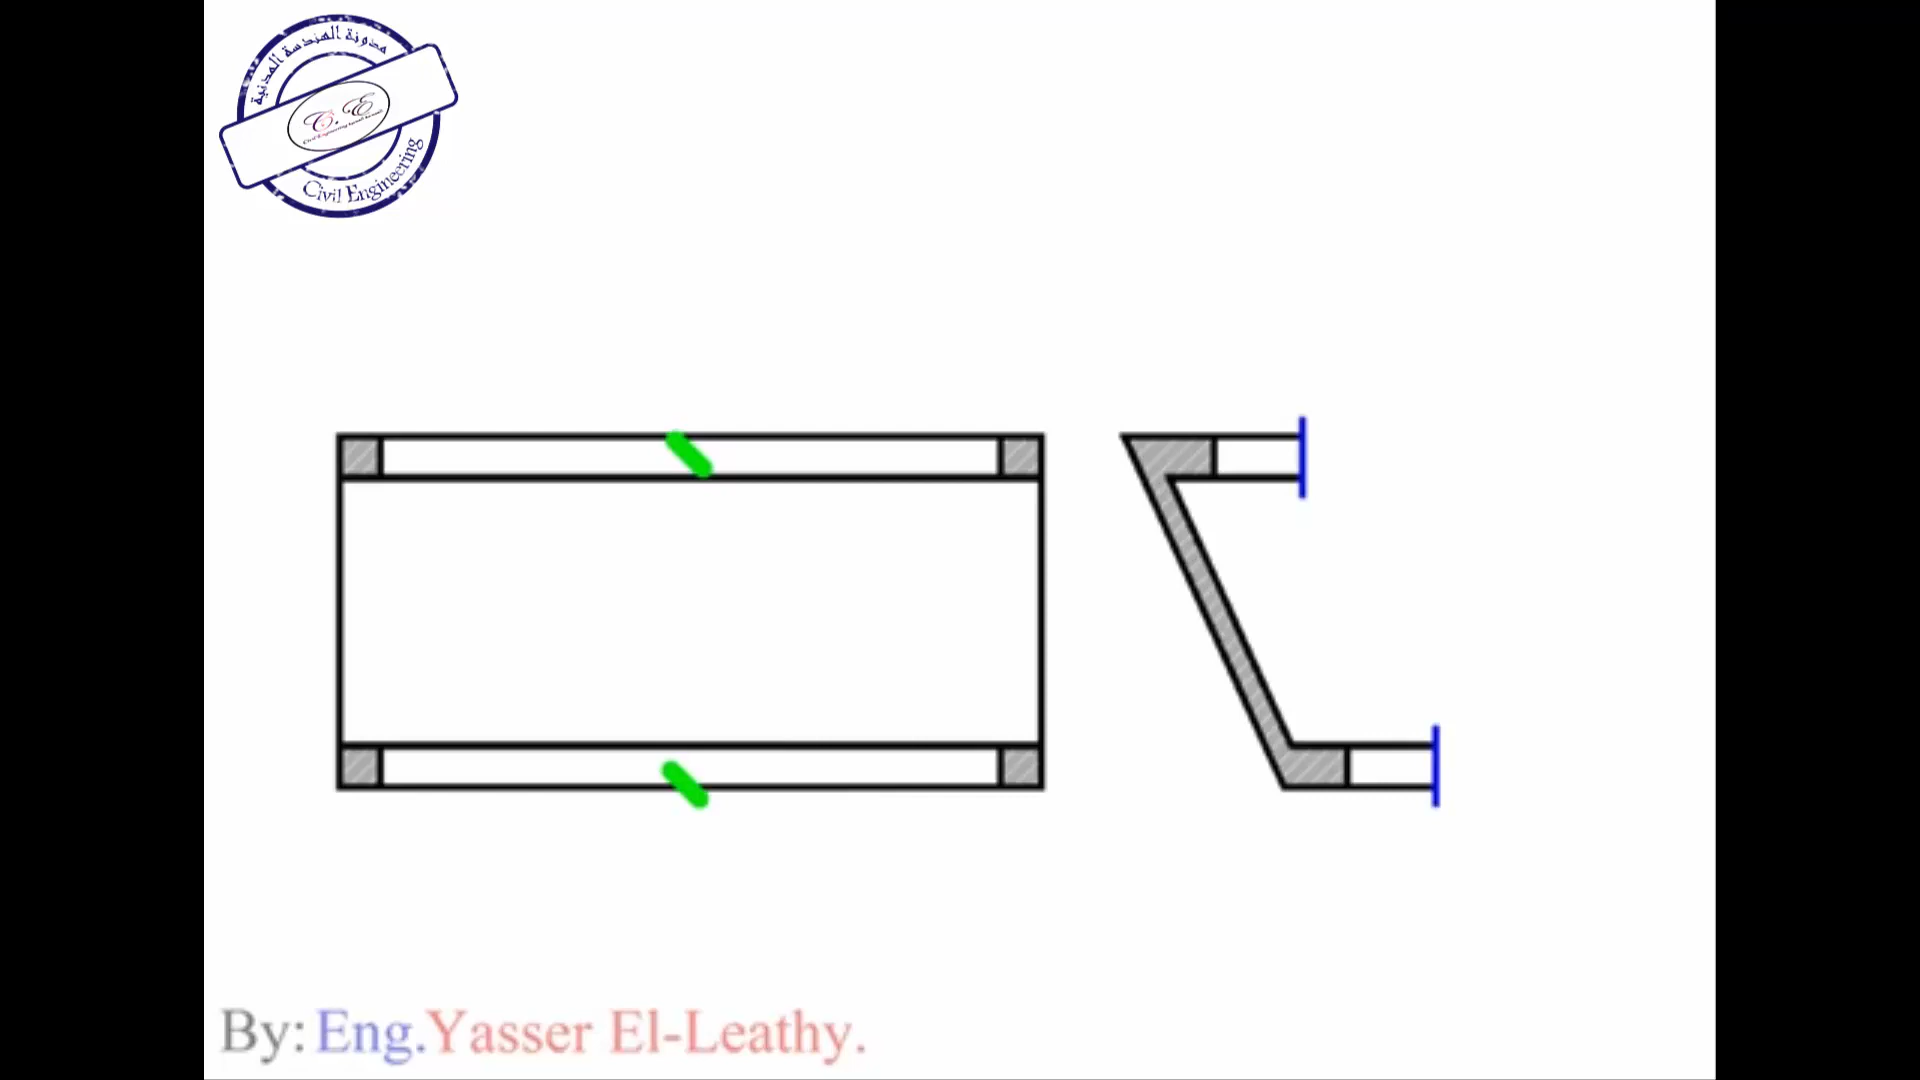 مدونة الهندسة المدنية
C.E
Civil Engineering
By: Eng.Yasser El-Leathy.